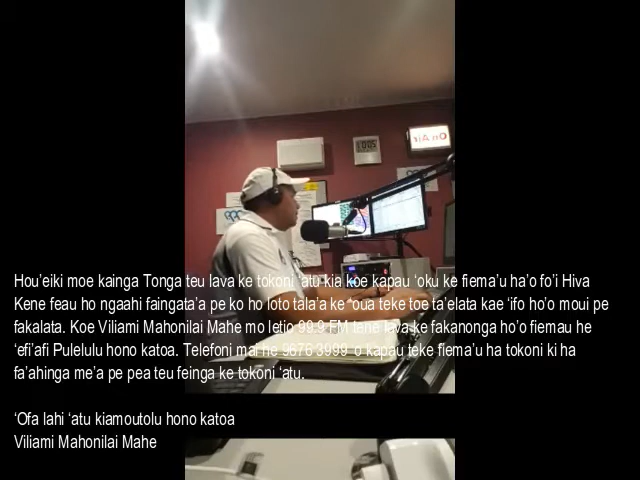 On Air
Hou'eiki moe kainga Tonga teu lava ke tokoni 'atu kia koe kapau 'oku ke fiema'u ha'o fo'i Hiva
Kene feau ho ngaahi faingata'a pe ko ho loto tala'a ke 'oua teke toe ta'elata kae 'ifo ho'o moui pe
fakalata. Koe Viliami Mahonilai Mahe mo letio 99.9 FM tene lava ke fakanonga ho'o fiemau he
'efi'afi Pulelulu hono katoa. Telefoni mai he 9676 3999 'o kapau teke fiema'u ha tokoni ki ha
fa'ahinga me'a pe pea teu feinga ke tokoni 'atu.
'Ofa lahi 'atu kiamoutolu hono katoa
Viliami Mahonilai Mahe